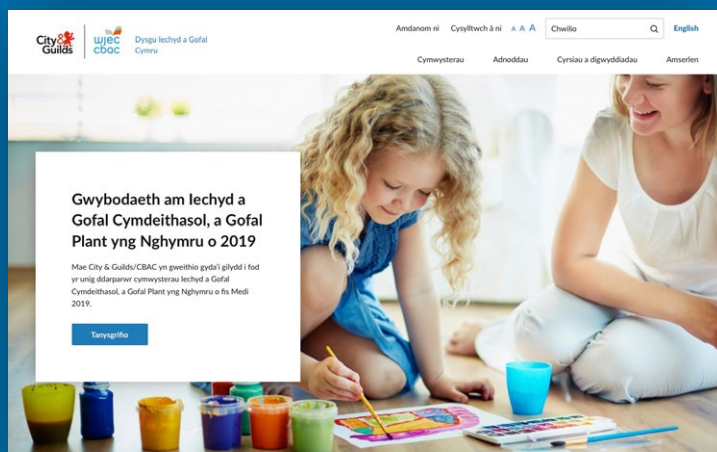 City&
Guilds
wjec
cbac
Dysgu Iechyd a Gofal
Cymru
Amdanom ni
Cysylltwch â ni
A A A
Chwilio
English
Cymwysterau
Adnoddau
Cyrsiau a digwyddiadau
Amserlen
Gwybodaeth am Iechyd a
Gofal Cymdeithasol, a Gofal
Plant yng Nghymru o 2019
Mae City & Guilds/CBAC yn gweithio gyda'i gilydd i fod
yr unig ddarparwr cymwysterau Iechyd a Gofal
Cymdeithasol, a Gofal Plant yng Nghymru o fis Medi
2019.
Tanysgrifio